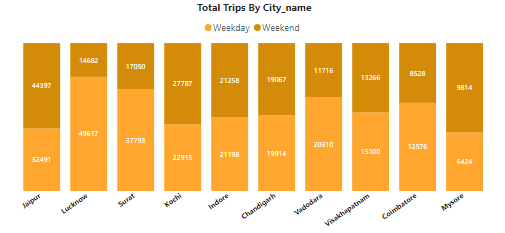 Total Trips By City_name
Weekday Weekend
44397 14682 17050 27787 21258 19067 11716 13266 8528 9814
32491 49617 37793 22915 21198 19914 20310 15100 12576 6424
Jaipur Lucknow Surat Kochi Indore Chandigarh Vadodara Visakhapatnam Coimbatore Mysore